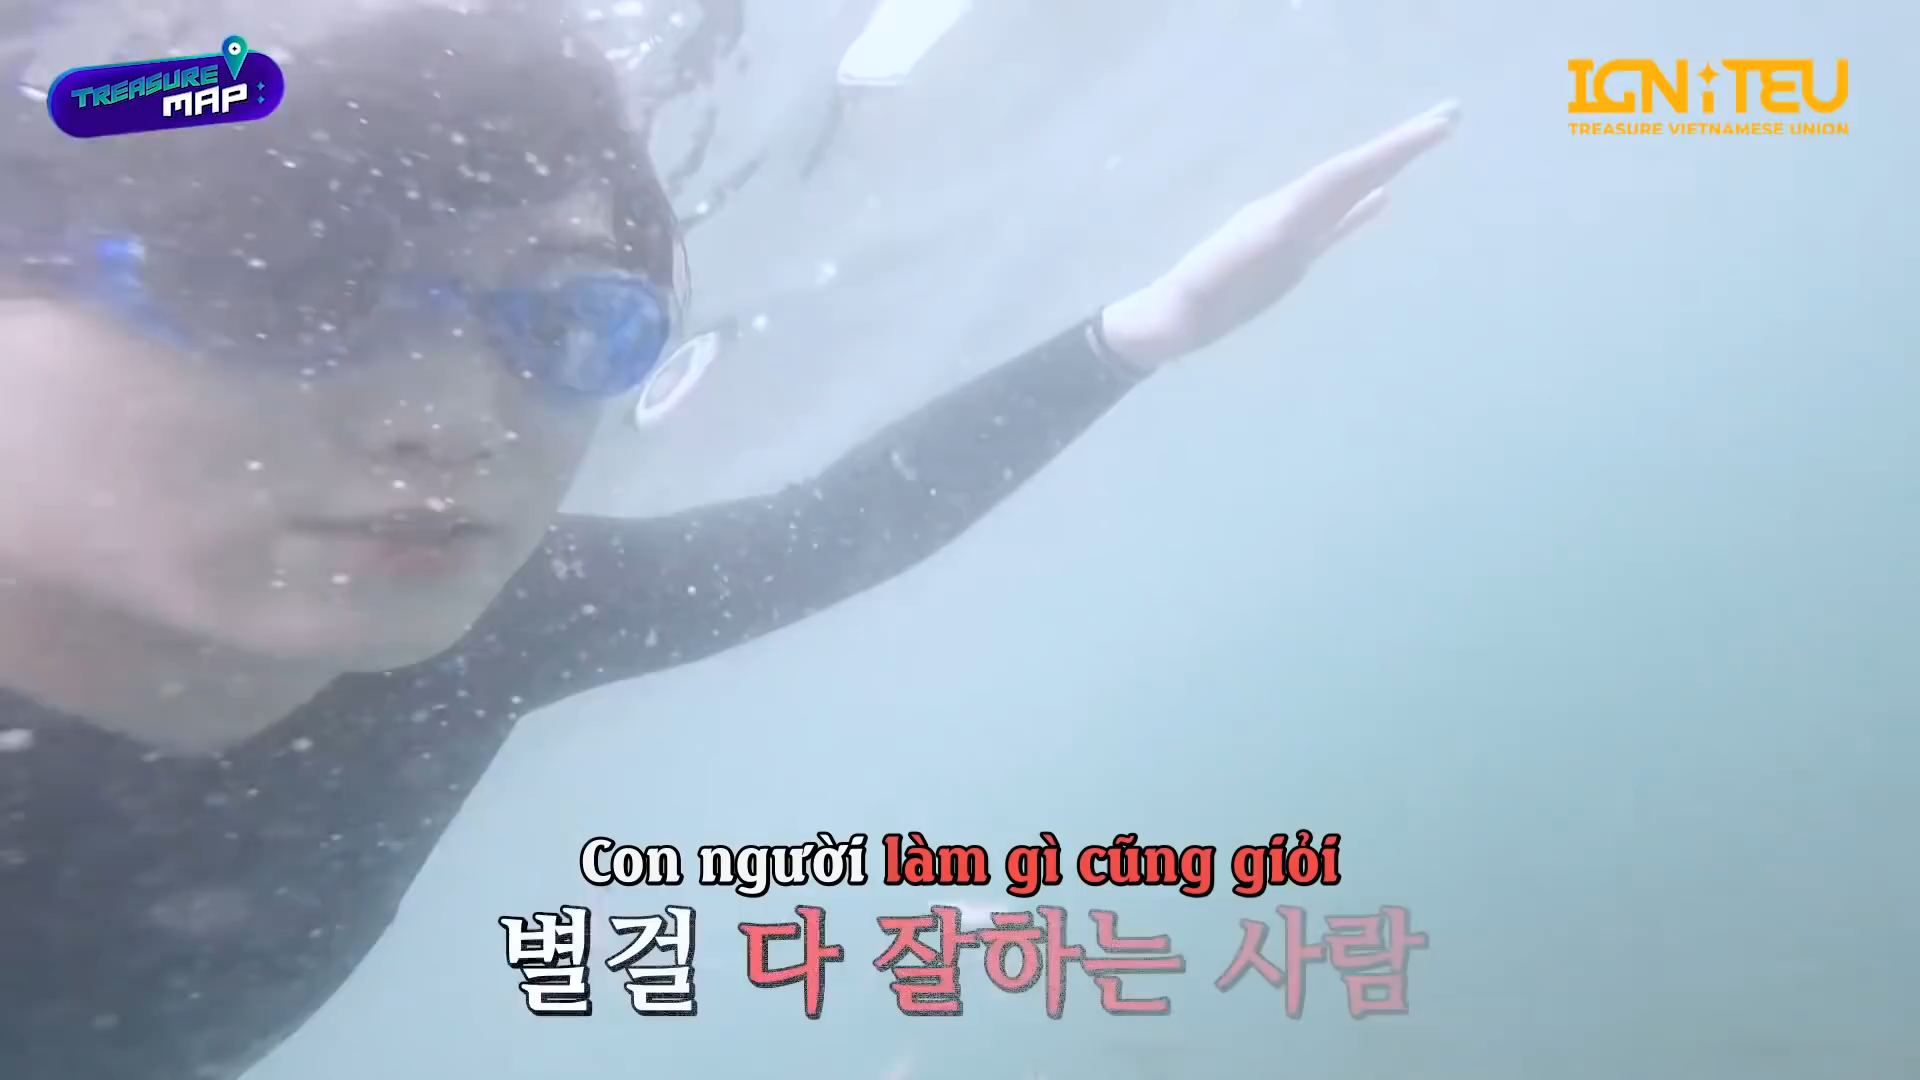 TREASURE
MAP
IGNITEU
TREASURE VIETNAMESE UNION
Con người làm gì cũng giỏi
별걸 다 잘하는 사람